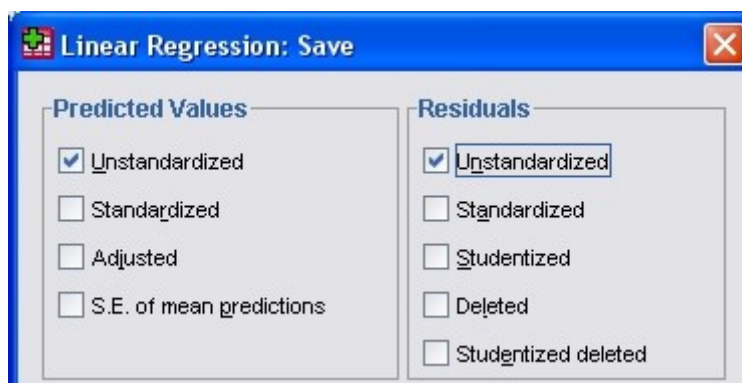 Linear Regression: Save
Predicted Values
Unstandardized
Standardized
Adjusted
S.E. of mean predictions
Residuals
Unstandardized
Standardized
Studentized
Deleted
Studentized deleted